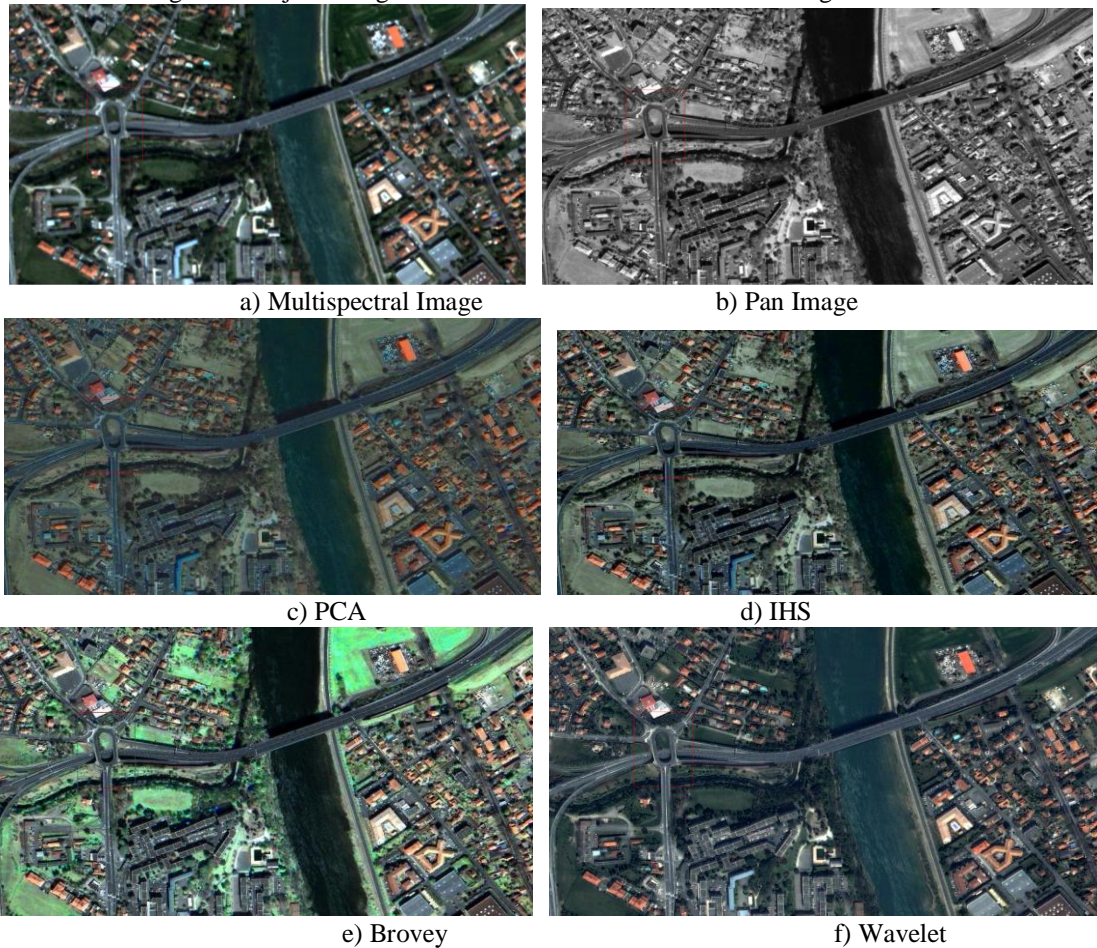 a) Multispectral Image
b) Pan Image
c) PCA
d) IHS
e) Brovey
f) Wavelet